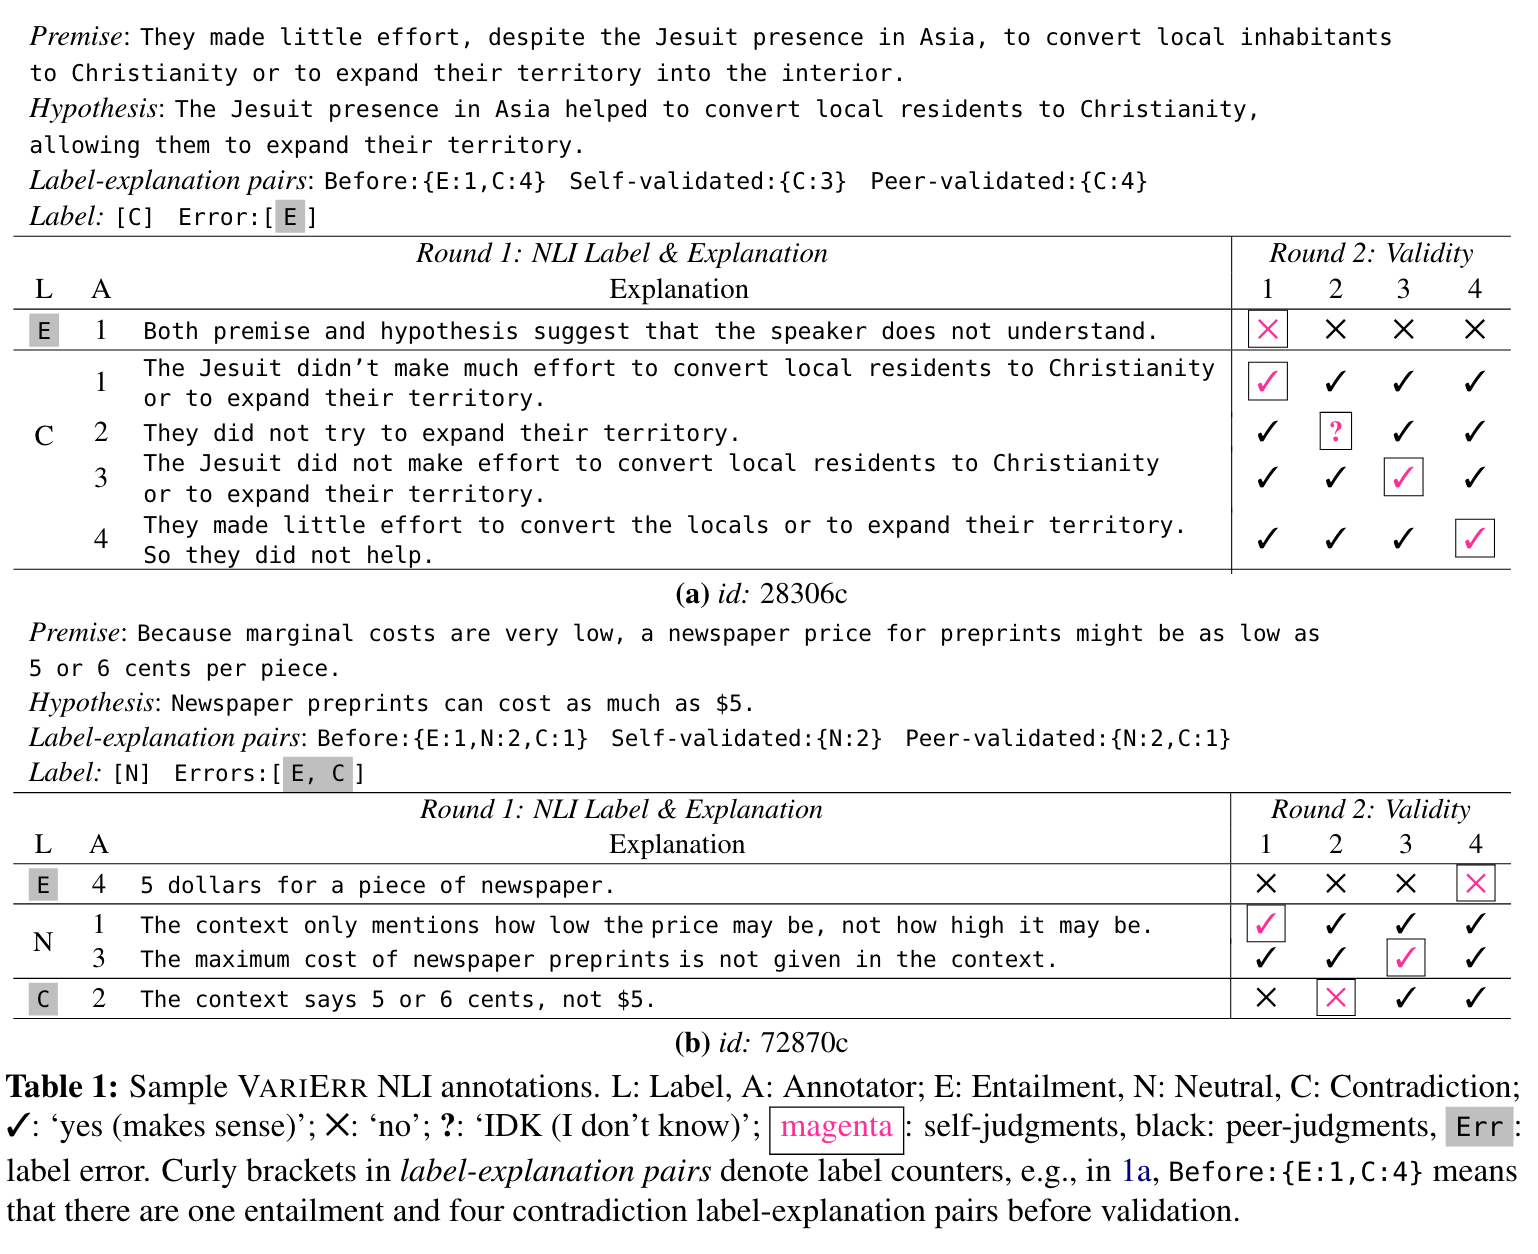 Premise: They made little effort, despite the Jesuit presence in Asia, to convert local inhabitants
to Christianity or to expand their territory into the interior.
Hypothesis: The Jesuit presence in Asia helped to convert local residents to Christianity,
allowing them to expand their territory.
Label-explanation pairs: Before:{E:1,C:4} Self-validated:{C:3} Peer-validated:{C:4}
Label: [C] Error:[ E ]
Round 1: NLI Label & Explanation Round 2: Validity
L A Explanation 1 2 3 4
E 1 Both premise and hypothesis suggest that the speaker does not understand. ✕ ✕ ✕ ✕
1 The Jesuit didn't make much effort to convert local residents to Christianity
or to expand their territory. ✓ ✓ ✓ ✓
C 2 They did not try to expand their territory. ✓ ? ✓ ✓
3 The Jesuit did not make effort to convert local residents to Christianity
or to expand their territory. ✓ ✓ ✓ ✓
4 They made little effort to convert the locals or to expand their territory.
So they did not help. ✓ ✓ ✓ ✓
(a) id: 28306c
Premise: Because marginal costs are very low, a newspaper price for preprints might be as low as
5 or 6 cents per piece.
Hypothesis: Newspaper preprints can cost as much as $5.
Label-explanation pairs: Before:{E:1,N:2,C:1} Self-validated:{N:2} Peer-validated:{N:2,C:1}
Label: [N] Errors:[ E, C ]
Round 1: NLI Label & Explanation Round 2: Validity
L A Explanation 1 2 3 4
E 4 5 dollars for a piece of newspaper. ✕ ✕ ✕ ✕
N 1 The context only mentions how low the price may be, not how high it may be. ✓ ✓ ✓ ✓
3 The maximum cost of newspaper preprints is not given in the context. ✓ ✓ ✓ ✓
C 2 The context says 5 or 6 cents, not $5. ✕ ✕ ✓ ✓
(b) id: 72870c
Table 1: Sample VARIERR NLI annotations. L: Label, A: Annotator; E: Entailment, N: Neutral, C: Contradiction;
✓: 'yes (makes sense)'; ✕: 'no'; ?: 'IDK (I don't know)'; magenta: self-judgments, black: peer-judgments, Err:
label error. Curly brackets in label-explanation pairs denote label counters, e.g., in 1a, Before:{E:1,C:4} means
that there are one entailment and four contradiction label-explanation pairs before validation.